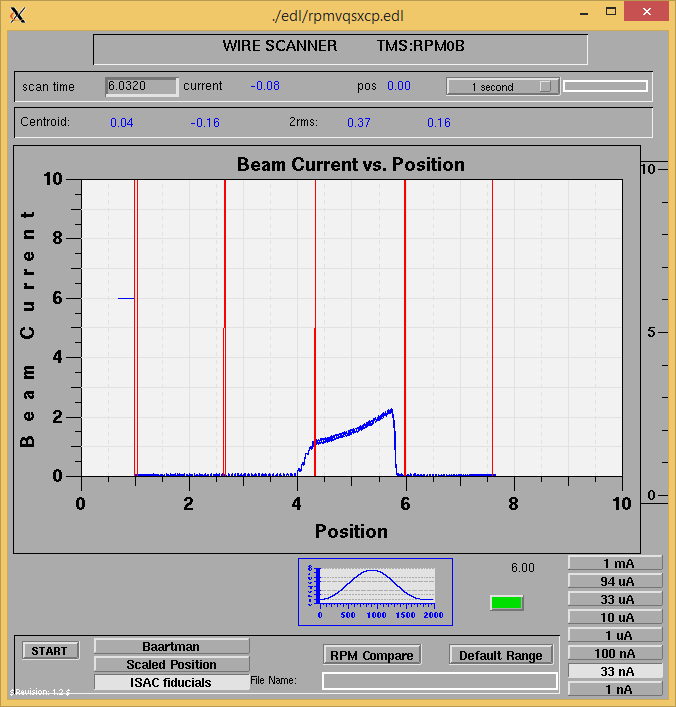 ./edl/rpmvqsxcp.edl
WIRE SCANNER TMS:RPM0B
scan time 6.0320 current -0.08 pos 0.00 1 second
Centroid: 0.04 -0.16 2rms: 0.37 0.16
Beam Current vs. Position
10
8
6
4
2
0
Beam Current
0 2 4 6 8 10
Position
10
5
0
0 500 1000 1500 2000
6.00
1 mA
94 uA
33 uA
10 uA
1 uA
100 nA
33 nA
1 nA
START
Baartman
Scaled Position
ISAC fiducials
RPM Compare
Default Range
File Name:
$Revision: 1.2 $